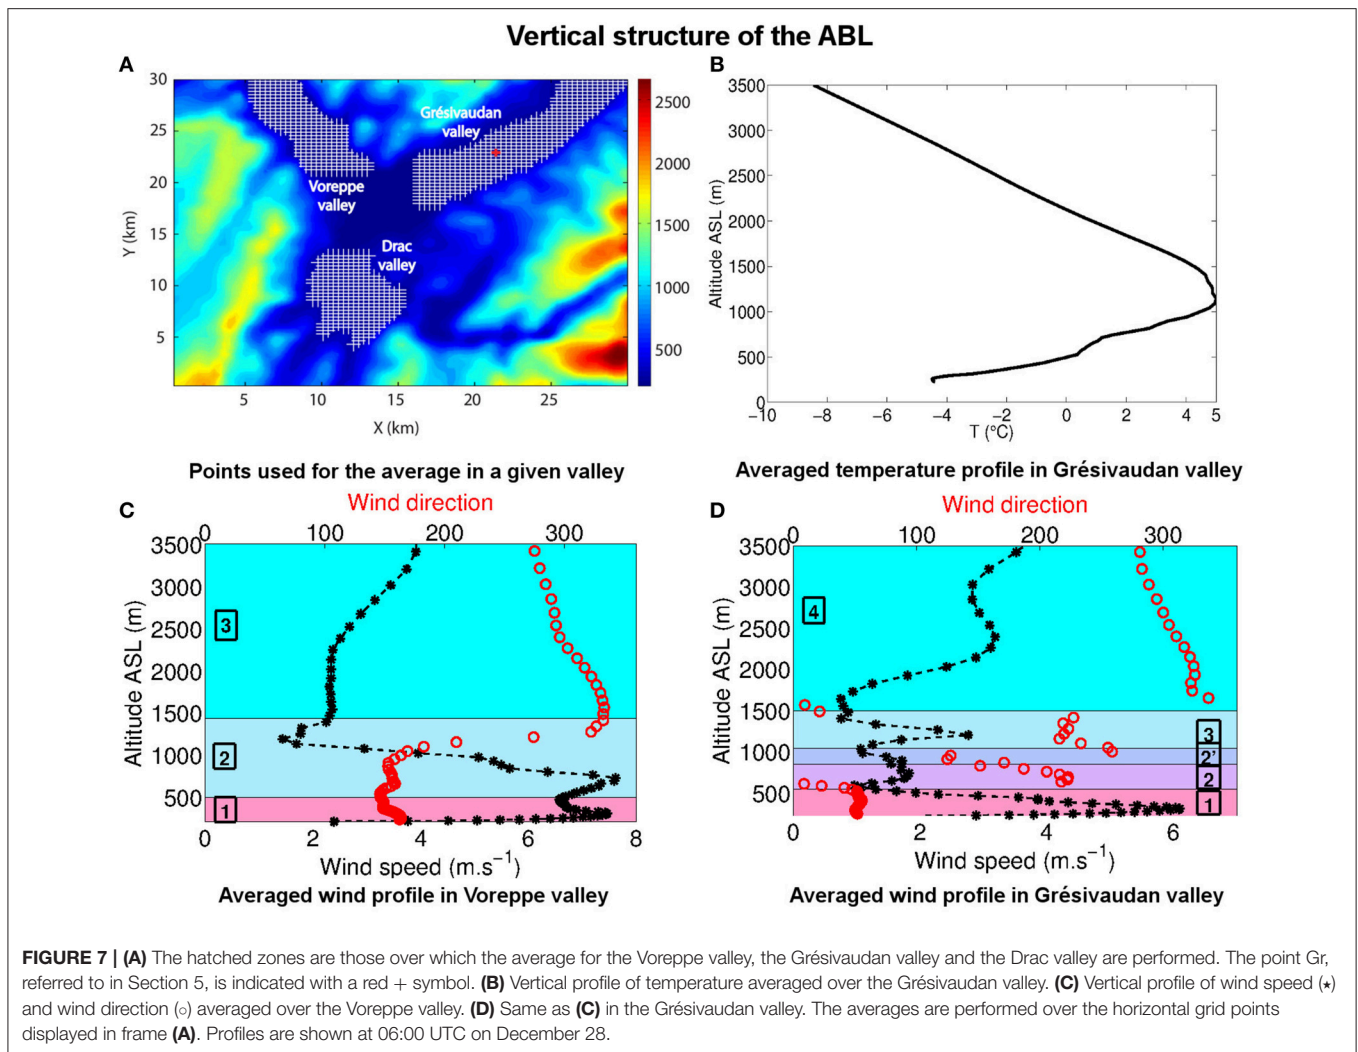 Vertical structure of the ABL
A
30
25
20
15
10
5
Y (km)
10
15
20
25
X (km)
Grésivaudan
valley
Voreppe
valley
Drac
valley
2500
2000
1500
1000
500
Points used for the average in a given valley
B
3500
3000
2500
2000
1500
1000
500
0
Altitude ASL (m)
−10 −8 −6 −4 −2 0 2 4 5
T (°C)
Averaged temperature profile in Grésivaudan valley
C
Wind direction
0 100 200 300
3500
3000
2500
2000
1500
1000
500
Altitude ASL (m)
3
2
1
0 2 4 6 8
Wind speed (m.s⁻¹)
Averaged wind profile in Voreppe valley
D
Wind direction
0 100 200 300
3500
3000
2500
2000
1500
1000
500
Altitude ASL (m)
4
3
2'
2
1
0 2 4 6
Wind speed (m.s⁻¹)
Averaged wind profile in Grésivaudan valley
FIGURE 7 | (A) The hatched zones are those over which the average for the Voreppe valley, the Grésivaudan valley and the Drac valley are performed. The point Gr,
referred to in Section 5, is indicated with a red + symbol. (B) Vertical profile of temperature averaged over the Grésivaudan valley. (C) Vertical profile of wind speed (⋆)
and wind direction (○) averaged over the Voreppe valley. (D) Same as (C) in the Grésivaudan valley. The averages are performed over the horizontal grid points
displayed in frame (A). Profiles are shown at 06:00 UTC on December 28.